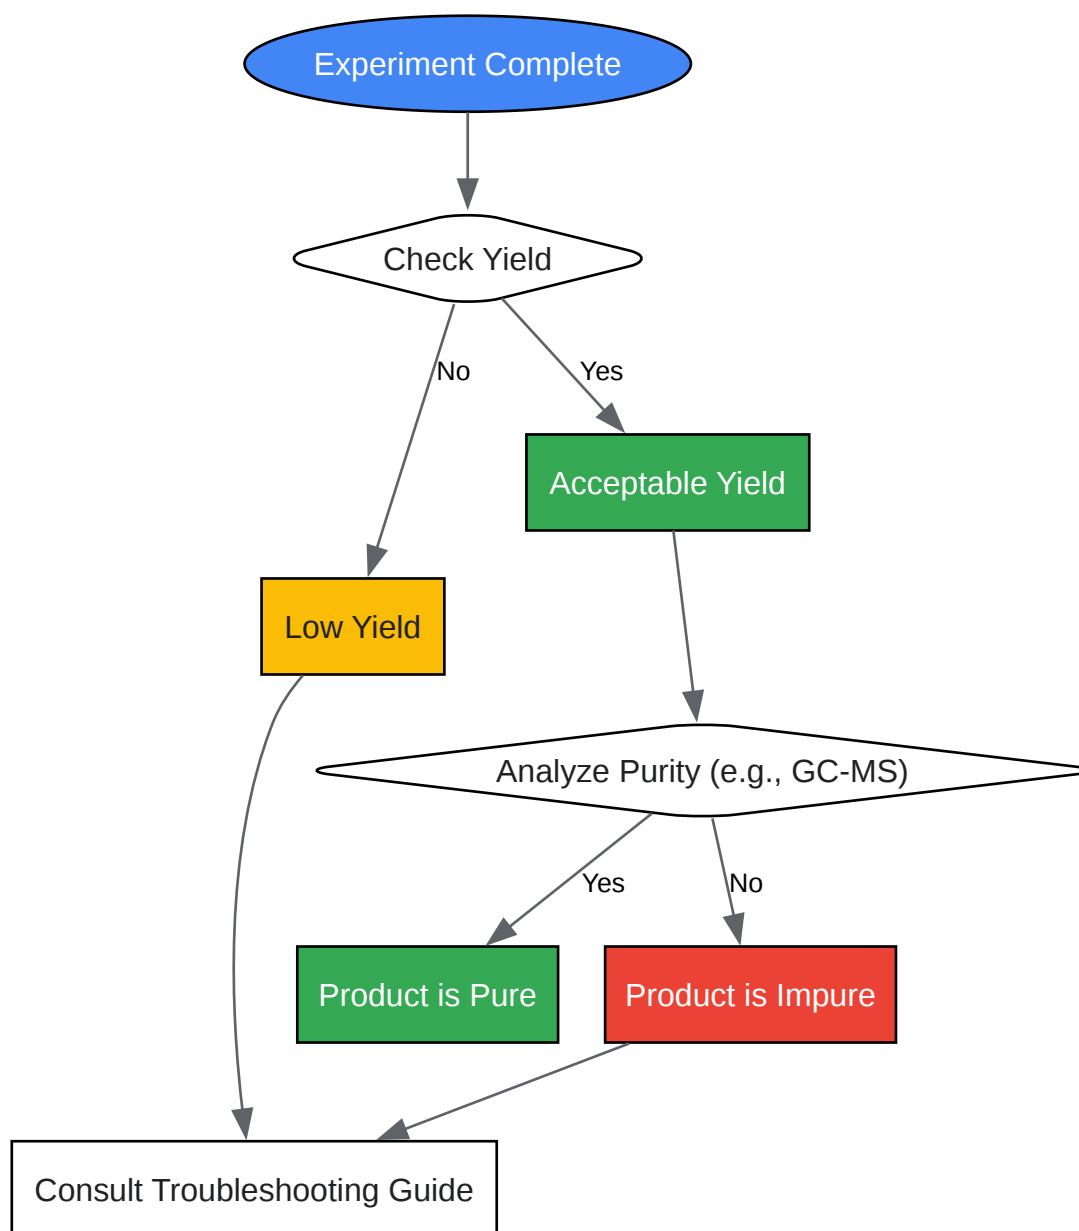 Experiment Complete
Check Yield
No
Yes
Acceptable Yield
Low Yield
Analyze Purity (e.g., GC-MS)
Yes
No
Product is Pure
Product is Impure
Consult Troubleshooting Guide